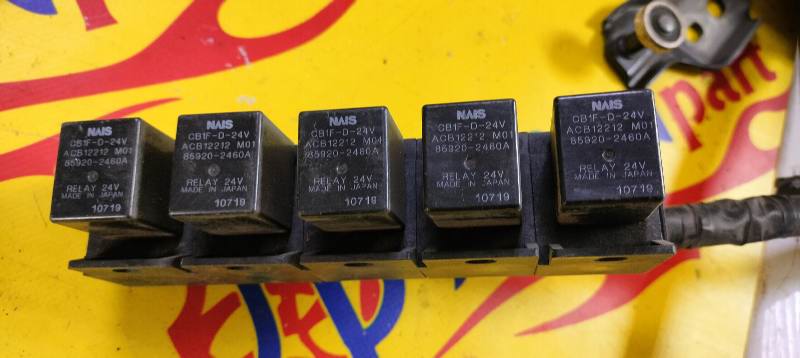 NAIS
CB1F-D-24V
ACB12212 M01
85920-2460A
RELAY 24V
MADE IN JAPAN
10719
NAIS
CB1F-D-24V
ACB12212 M01
85920-2460A
RELAY 24V
MADE IN JAPAN
10719
NAIS
CB1F-D-24V
ACB12212 M01
85920-2460A
RELAY 24V
MADE IN JAPAN
10719
NAIS
CB1F-D-24V
ACB12212 M01
85920-2460A
RELAY 24V
MADE IN JAPAN
10719
NAIS
CB1F-D-24V
ACB12212 M01
85920-2460A
RELAY 24V
MADE IN JAPAN
10719
part